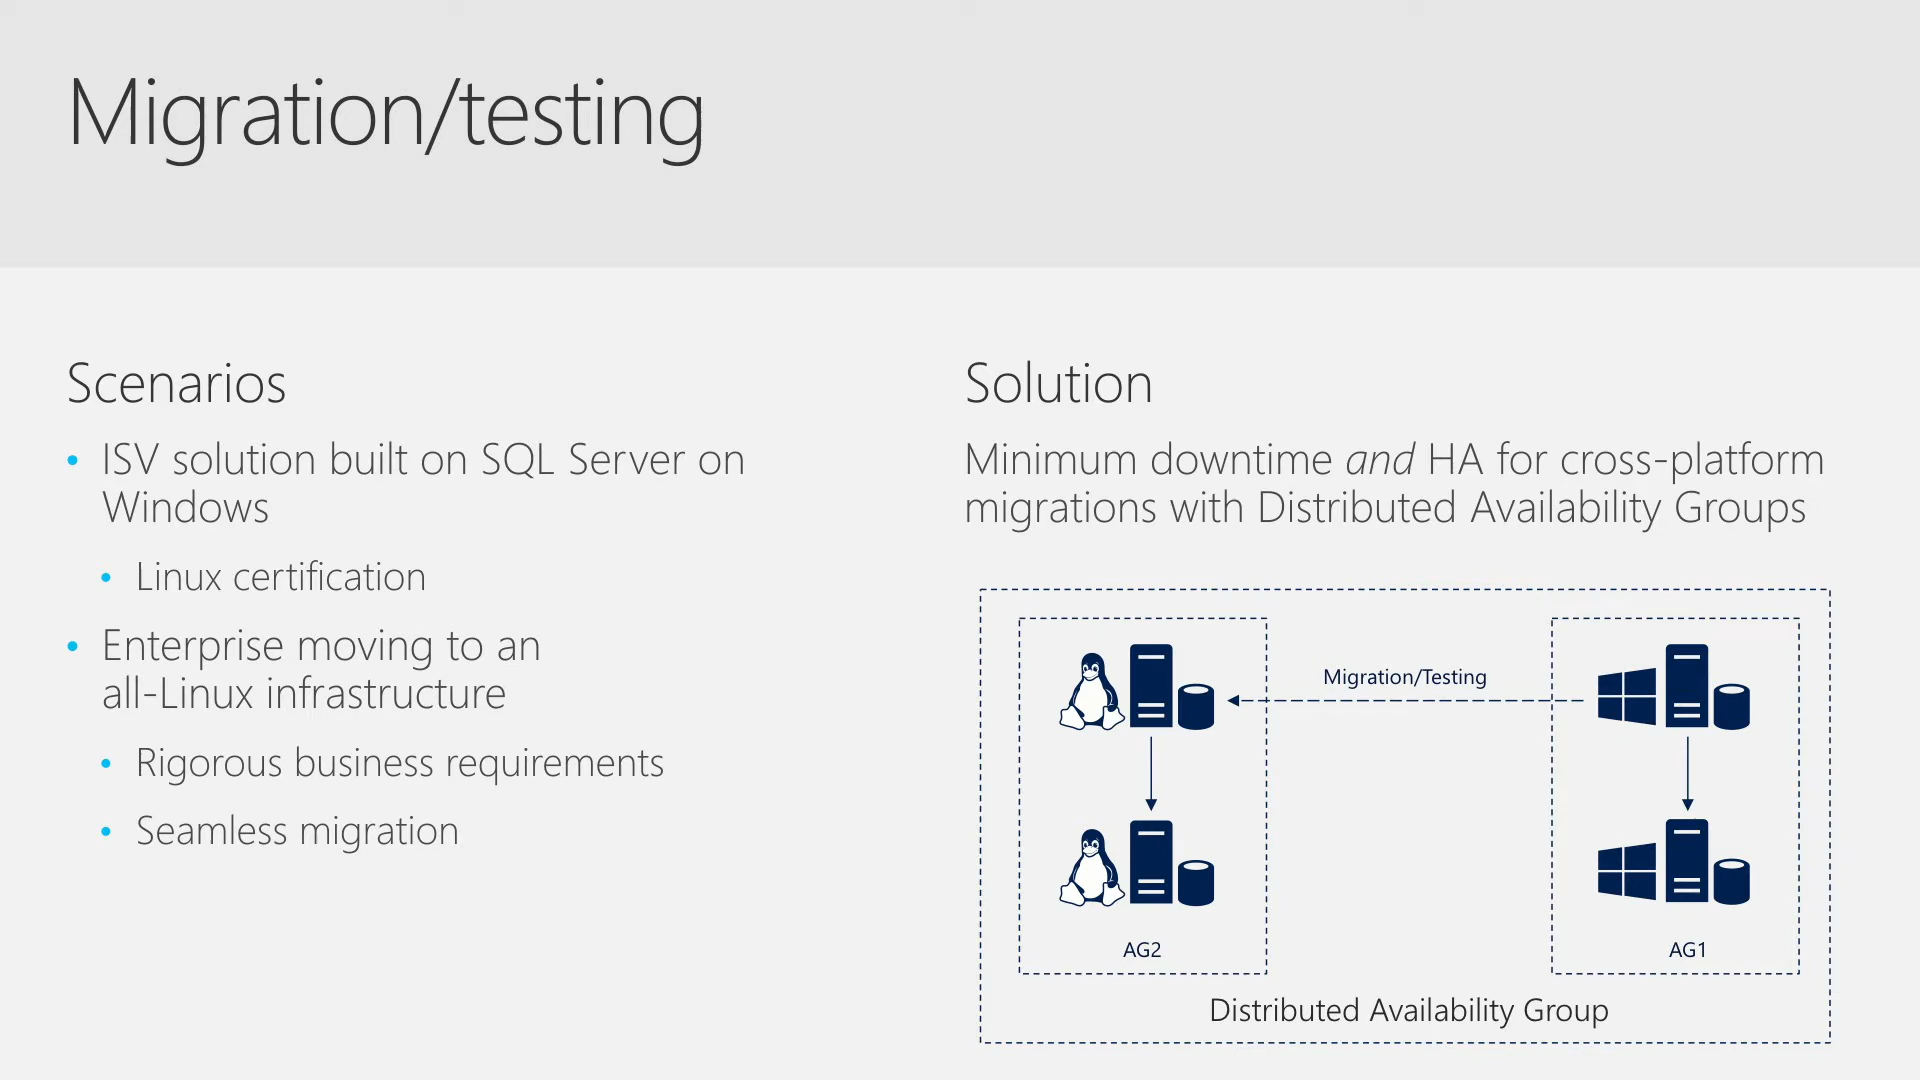 Migration/testing
Scenarios
• ISV solution built on SQL Server on
Windows
• Linux certification
• Enterprise moving to an
all-Linux infrastructure
• Rigorous business requirements
• Seamless migration
Solution
Minimum downtime and HA for cross-platform
migrations with Distributed Availability Groups
Migration/Testing
AG2
AG1
Distributed Availability Group